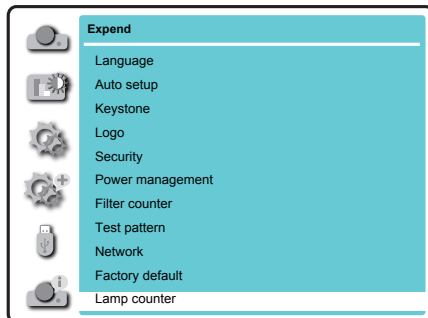 Expend
Language
Auto setup
Keystone
Logo
Security
Power management
Filter counter
Test pattern
Network
Factory default
Lamp counter